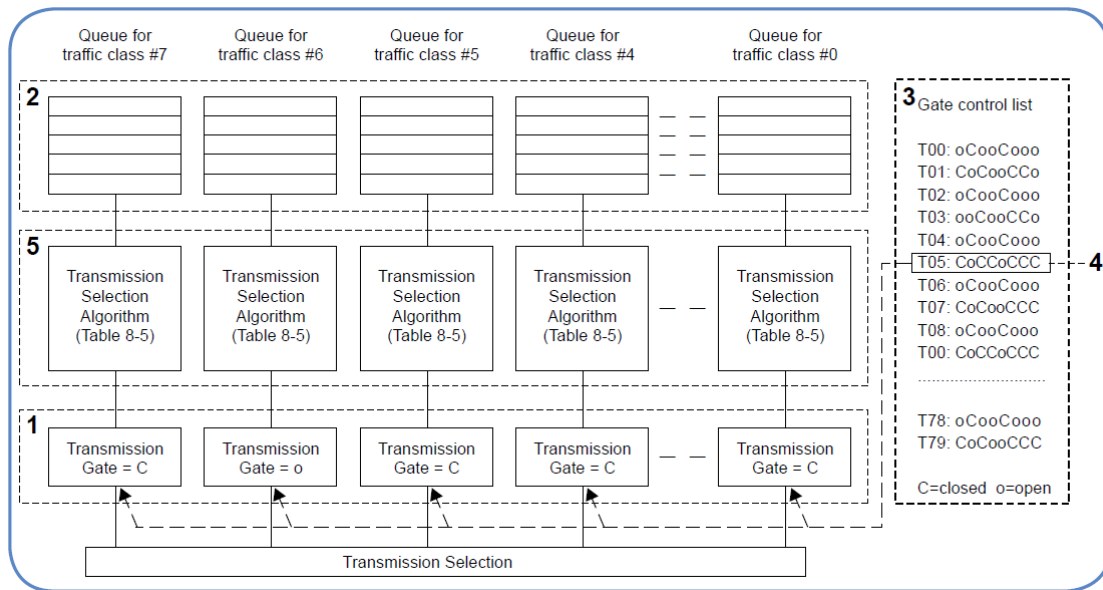 Queue for
traffic class #7
Queue for
traffic class #6
Queue for
traffic class #5
Queue for
traffic class #4
Queue for
traffic class #0
2
5
Transmission
Selection
Algorithm
(Table 8-5)
Transmission
Selection
Algorithm
(Table 8-5)
Transmission
Selection
Algorithm
(Table 8-5)
Transmission
Selection
Algorithm
(Table 8-5)
Transmission
Selection
Algorithm
(Table 8-5)
1
Transmission
Gate = C
Transmission
Gate = o
Transmission
Gate = C
Transmission
Gate = C
Transmission
Gate = C
Transmission Selection
3
Gate control list
T00: oCooCooo
T01: CoCooCCo
T02: oCooCooo
T03: ooCooCCo
T04: oCooCooo
T05: CoCCoCCC
4
T06: oCooCooo
T07: CoCooCCC
T08: oCooCooo
T00: CoCCoCCC
............................
T78: oCooCooo
T79: CoCooCCC
C=closed o=open